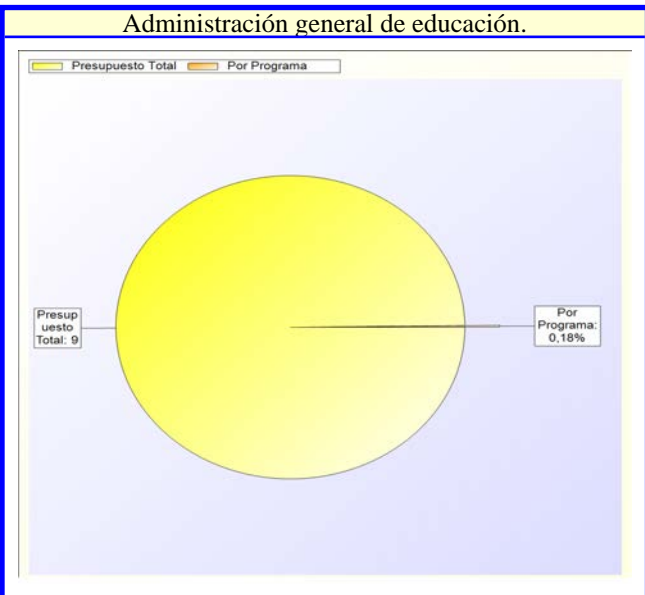 Administración general de educación.
Presupuesto Total Por Programa
Presup
uesto
Total: 9
Por
Programa:
0,18%